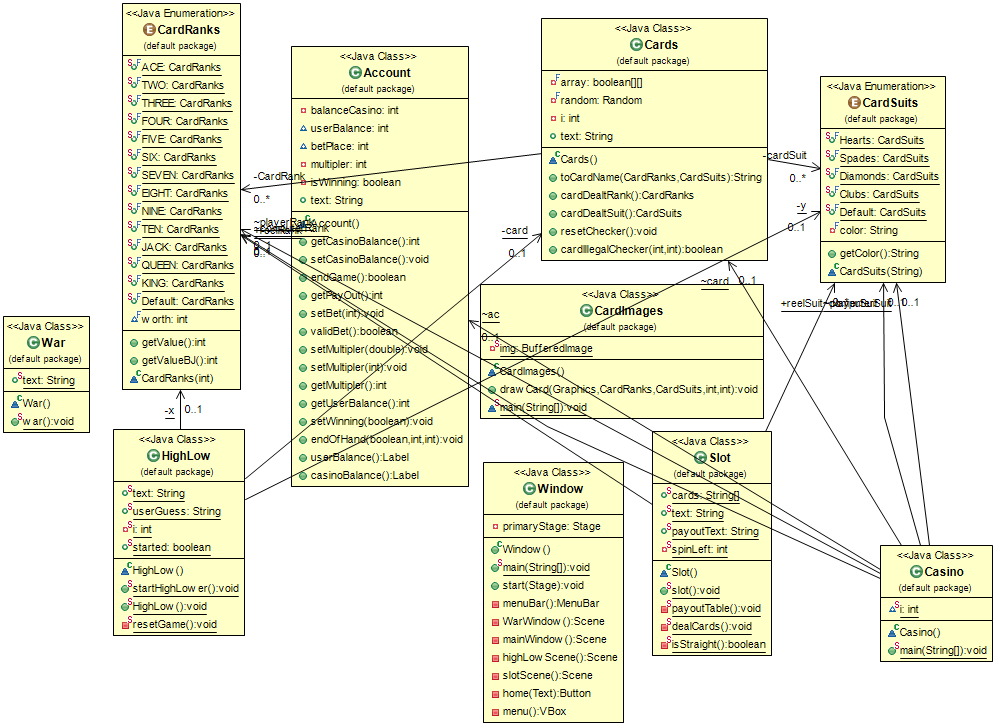 <<Java Enumeration>>
CardRanks
(default package)
ACE: CardRanks
TWO: CardRanks
THREE: CardRanks
FOUR: CardRanks
FIVE: CardRanks
SIX: CardRanks
SEVEN: CardRanks
EIGHT: CardRanks
NINE: CardRanks
TEN: CardRanks
JACK: CardRanks
QUEEN: CardRanks
KING: CardRanks
Default: CardRanks
worth: int
getValue():int
getValueBJ():int
CardRanks(int)
<<Java Class>>
Account
(default package)
balanceCasino: int
userBalance: int
betPlace: int
multipler: int
isWinning: boolean
text: String
Account()
getCasinoBalance():int
setCasinoBalance():void
endGame():boolean
getPayOut():int
setBet(int):void
validBet():boolean
setMultipler(double):void
setMultipler(int):void
getMultipler():int
getUserBalance():int
setWinning(boolean):void
endOfHand(boolean,int,int):void
userBalance():Label
casinoBalance():Label
<<Java Class>>
Cards
(default package)
array: boolean[][]
random: Random
i: int
text: String
Cards()
toCardName(CardRanks,CardSuits):String
cardDealtRank():CardRanks
cardDealtSuit():CardSuits
resetChecker():void
cardIllegalChecker(int,int):boolean
<<Java Enumeration>>
CardSuits
(default package)
Hearts: CardSuits
Spades: CardSuits
Diamonds: CardSuits
Clubs: CardSuits
Default: CardSuits
color: String
getColor():String
CardSuits(String)
-CardRank
0..*
-cardSuit
0..*
-y
0..1
-card
0..1
~playerRank
0..1
~card
0..1
~ac
0..1
+reelSuit
~playerSuit
0..1
<<Java Class>>
CardImages
(default package)
img: BufferedImage
CardImages()
drawCard(Graphics,CardRanks,CardSuits,int,int):void
main(String[]):void
<<Java Class>>
War
(default package)
text: String
War()
war():void
-x
0..1
<<Java Class>>
HighLow
(default package)
text: String
userGuess: String
i: int
started: boolean
HighLow()
startHighLower():void
HighLow():void
resetGame():void
<<Java Class>>
Window
(default package)
primaryStage: Stage
Window()
main(String[]):void
start(Stage):void
menuBar():MenuBar
WarWindow():Scene
mainWindow():Scene
highLowScene():Scene
slotScene():Scene
home(Text):Button
menu():VBox
<<Java Class>>
Slot
(default package)
cards: String[]
text: String
payoutText: String
spinLeft: int
Slot()
slot():void
payoutTable():void
dealCards():void
isStraight():boolean
<<Java Class>>
Casino
(default package)
i: int
Casino()
main(String[]):void